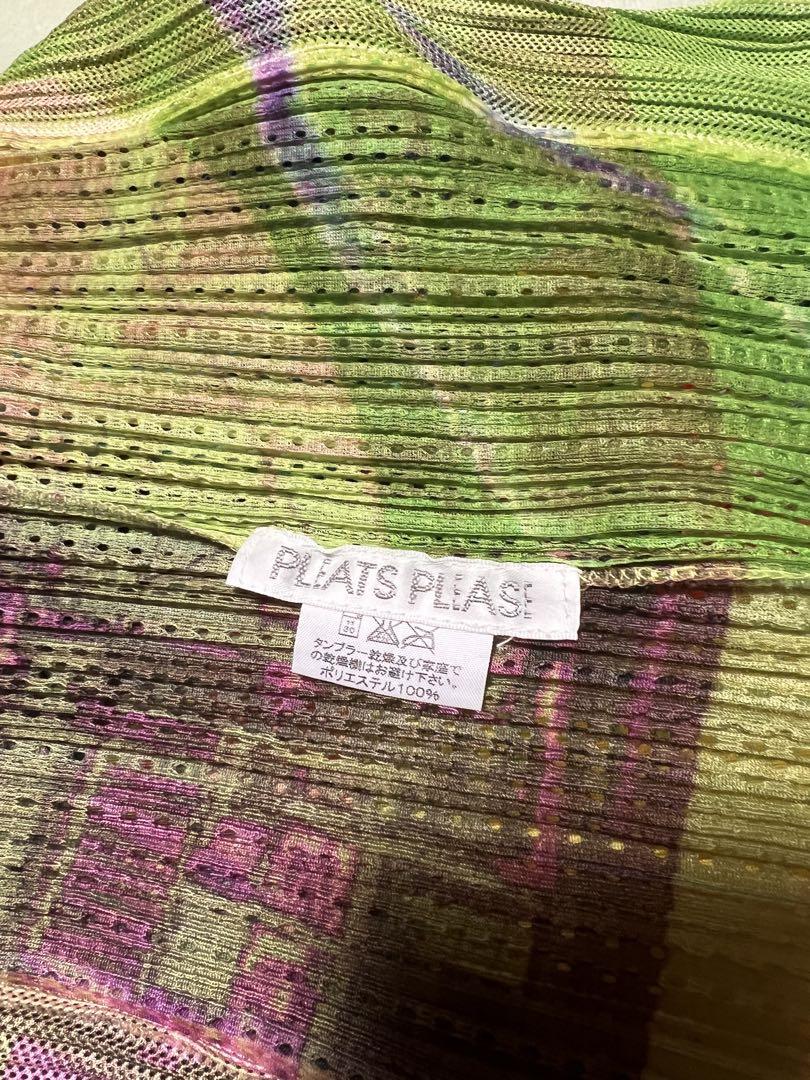 PLEATS PLEASE
タンブラー乾燥及び家庭で
の乾燥機はお避け下さい。
ポリエステル100%